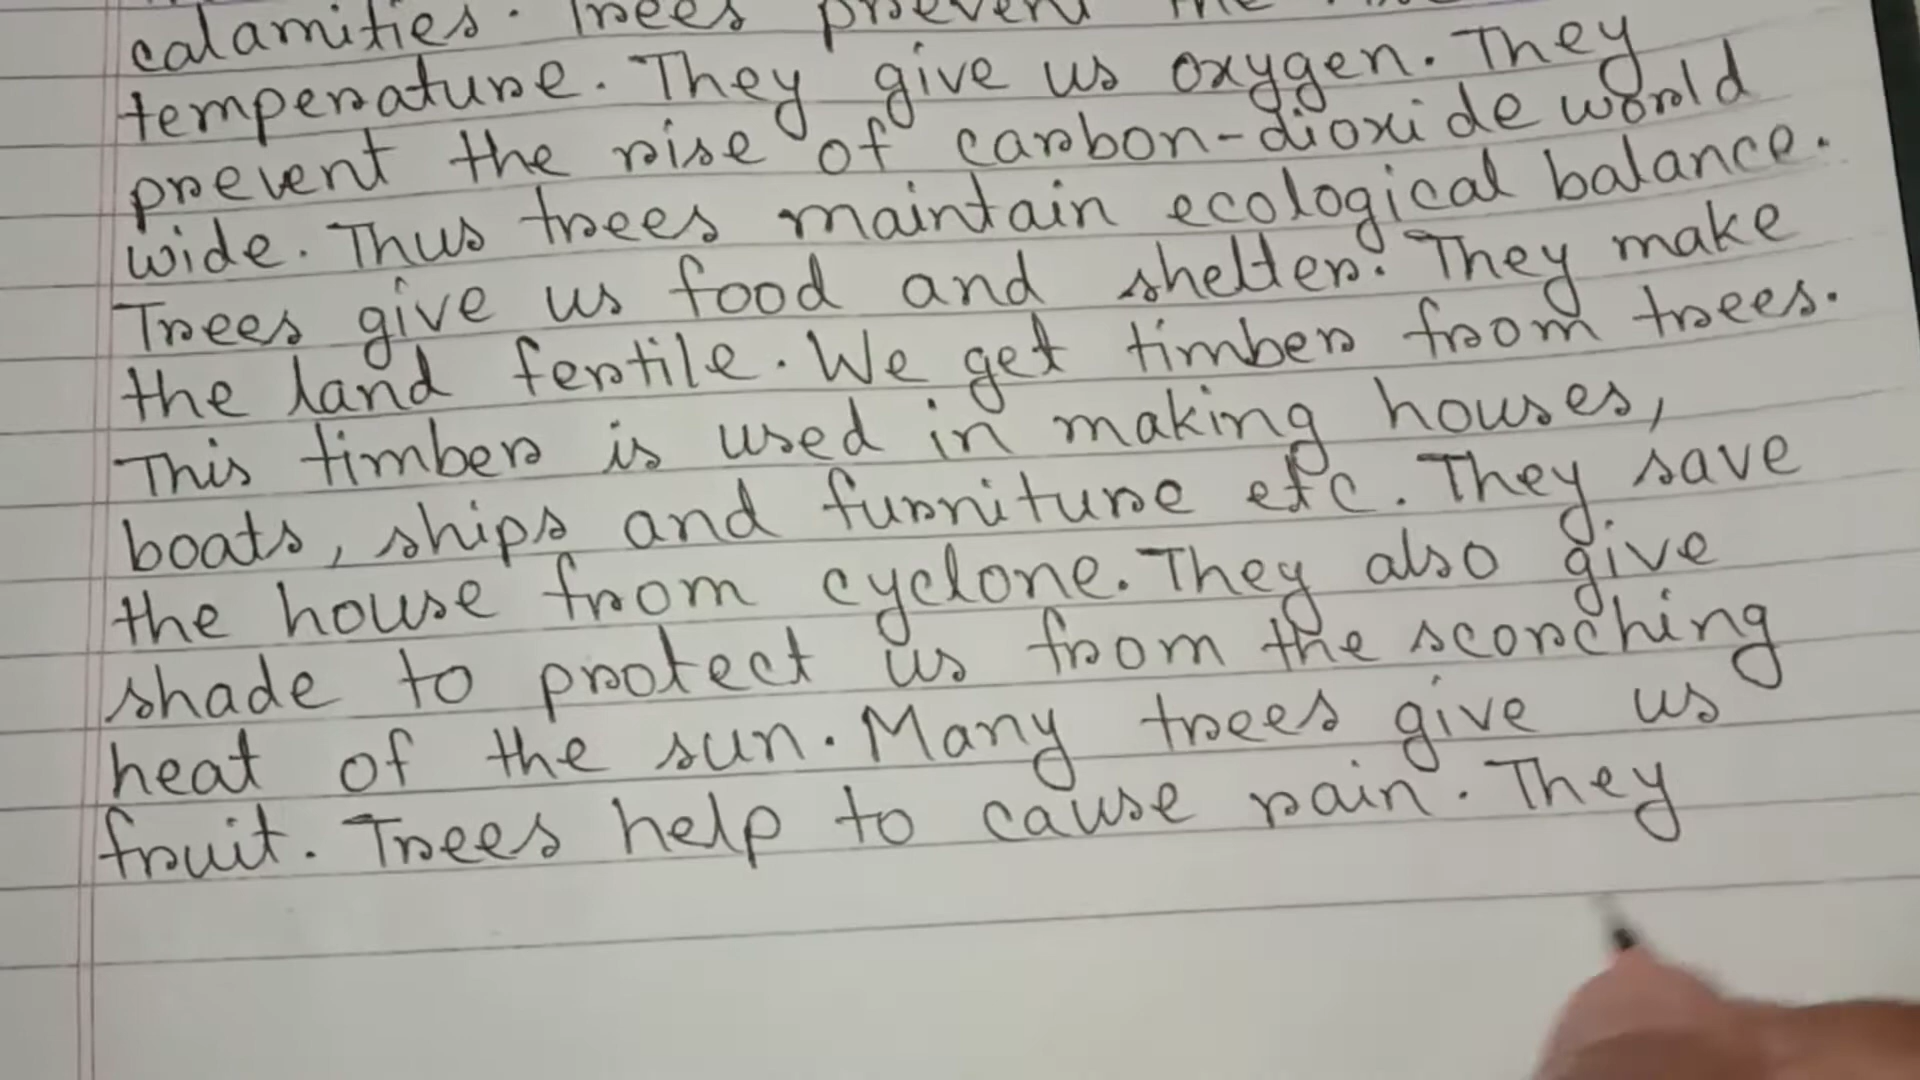 calamities. Trees prevent the
temperature. They give us oxygen. They
prevent the rise of carbon-dioxide world
wide. Thus trees maintain ecological balance.
Trees give us food and shelter. They make
the land fertile. We get timber from trees.
This timber is used in making houses,
boats, ships and furniture etc. They save
the house from cyclone. They also give
shade to protect us from the scorching
heat of the sun. Many trees give us
fruit. Trees help to cause rain. They